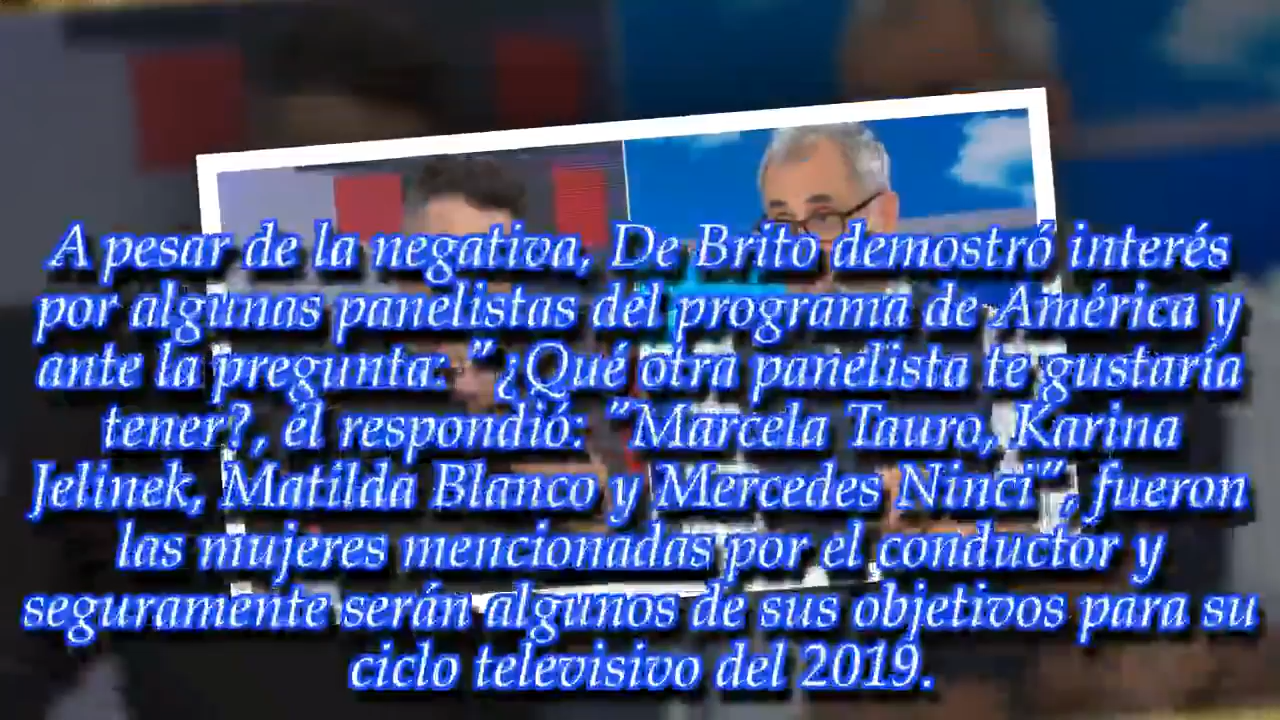 A pesar de la negativa, De Brito demostró interés
por algunas panelistas del programa de América y
ante la pregunta: "¿Qué otra panelista te gustaría
tener?, él respondió: "Marcela Tauro, Karina
Jelinek, Matilda Blanco y Mercedes Ninci", fueron
las mujeres mencionadas por el conductor y
seguramente serán algunos de sus objetivos para su
ciclo televisivo del 2019.